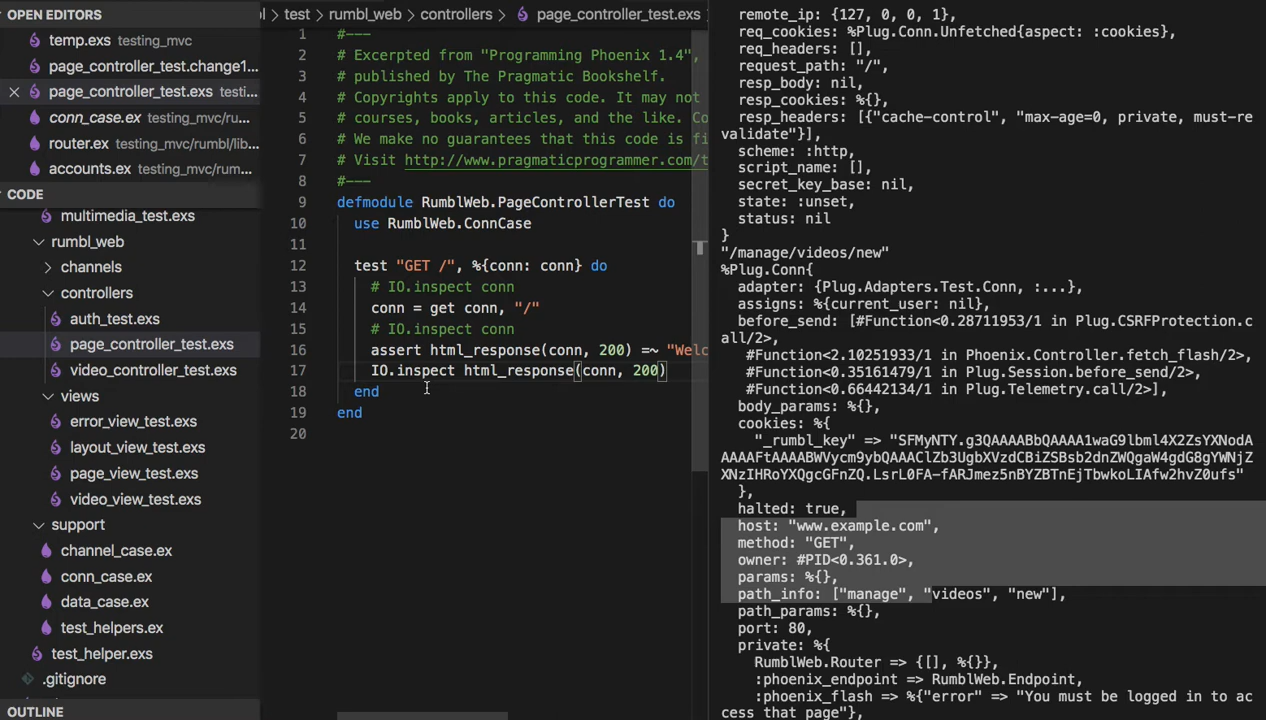 OPEN EDITORS
temp.exs testing_mvc
page_controller_test.change1...
page_controller_test.exs testi...
conn_case.ex testing_mvc/ru...
router.ex testing_mvc/rumbl/lib...
accounts.ex testing_mvc/rum...
CODE
multimedia_test.exs
rumbl_web
channels
controllers
auth_test.exs
page_controller_test.exs
video_controller_test.exs
views
error_view_test.exs
layout_view_test.exs
page_view_test.exs
video_view_test.exs
support
channel_case.ex
conn_case.ex
data_case.ex
test_helpers.ex
test_helper.exs
.gitignore
OUTLINE
test rumbl_web controllers page_controller_test.exs
1 #---
2 # Excerpted from "Programming Phoenix 1.4",
3 # published by The Pragmatic Bookshelf.
4 # Copyrights apply to this code. It may not
5 # courses, books, articles, and the like. Co
6 # We make no guarantees that this code is fi
7 # Visit http://www.pragmaticprogrammer.com/t
8 #---
9 defmodule RumblWeb.PageControllerTest do
10 use RumblWeb.ConnCase
11
12 test "GET /", %{conn: conn} do
13 # IO.inspect conn
14 conn = get conn, "/"
15 # IO.inspect conn
16 assert html_response(conn, 200) =~ "Welc
17 IO.inspect html_response(conn, 200)
18 end
19 end
20
remote_ip: {127, 0, 0, 1},
req_cookies: %Plug.Conn.Unfetched{aspect: :cookies},
req_headers: [],
request_path: "/",
resp_body: nil,
resp_cookies: %{},
resp_headers: [{"cache-control", "max-age=0, private, must-re
validate"}],
scheme: :http,
script_name: [],
secret_key_base: nil,
state: :unset,
status: nil
}
"/manage/videos/new"
%Plug.Conn{
adapter: {Plug.Adapters.Test.Conn, :...},
assigns: %{current_user: nil},
before_send: [#Function<0.28711953/1 in Plug.CSRFProtection.c
all/2>,
#Function<2.10251933/1 in Phoenix.Controller.fetch_flash/2>,
#Function<0.35161479/1 in Plug.Session.before_send/2>,
#Function<0.66442134/1 in Plug.Telemetry.call/2>],
body_params: %{},
cookies: %{
"_rumbl_key" => "SFMyNTY.g3QAAAABbQAAAA1waG9lbml4X2ZsYXNodA
AAAAFtAAAABWVycm9ybQAAAClZb3UgbXVzdCBiZSBsb2dnZWQgaW4gdG8gYWNjZ
XNzIHRoYXQgcGFnZQ.LsrL0FA-fARJmez5nBYZBTnEjTbwkoLIAfw2hvZ0ufs"
},
halted: true,
host: "www.example.com",
method: "GET",
owner: #PID<0.361.0>,
params: %{},
path_info: ["manage", "videos", "new"],
path_params: %{},
port: 80,
private: %{
RumblWeb.Router => {[], %{}},
:phoenix_endpoint => RumblWeb.Endpoint,
:phoenix_flash => %{"error" => "You must be logged in to ac
cess that page"},